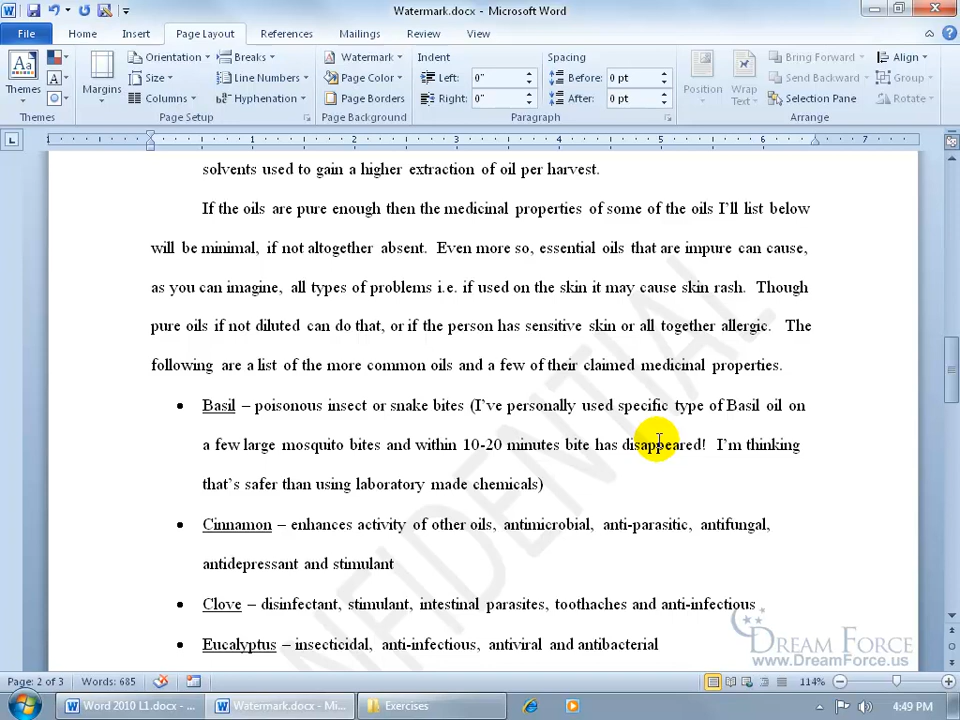 Watermark.docx - Microsoft Word
File Home Insert Page Layout References Mailings Review View
Themes
Margins
Orientation
Size
Columns
Breaks
Line Numbers
Hyphenation
Watermark
Page Color
Page Borders
Indent
Left: 0"
Right: 0"
Spacing
Before: 0 pt
After: 0 pt
Position
Wrap
Text
Bring Forward
Send Backward
Selection Pane
Align
Group
Rotate
Themes Page Setup Page Background Paragraph Arrange
1 1 2 3 4 5 6 7
solvents used to gain a higher extraction of oil per harvest.
If the oils are pure enough then the medicinal properties of some of the oils I'll list below
will be minimal, if not altogether absent. Even more so, essential oils that are impure can cause,
as you can imagine, all types of problems i.e. if used on the skin it may cause skin rash. Though
pure oils if not diluted can do that, or if the person has sensitive skin or all together allergic. The
following are a list of the more common oils and a few of their claimed medicinal properties.
• Basil – poisonous insect or snake bites (I've personally used specific type of Basil oil on
a few large mosquito bites and within 10-20 minutes bite has disappeared! I'm thinking
that's safer than using laboratory made chemicals)
• Cinnamon – enhances activity of other oils, antimicrobial, anti-parasitic, antifungal,
antidepressant and stimulant
• Clove – disinfectant, stimulant, intestinal parasites, toothaches and anti-infectious
• Eucalyptus – insecticidal, anti-infectious, antiviral and antibacterial
CONFIDENTIAL
DREAM FORCE
www.DreamForce.us
Page: 2 of 3 Words: 685 114%
Word 2010 L1.docx - ... Watermark.docx - Mi... Exercises 4:49 PM